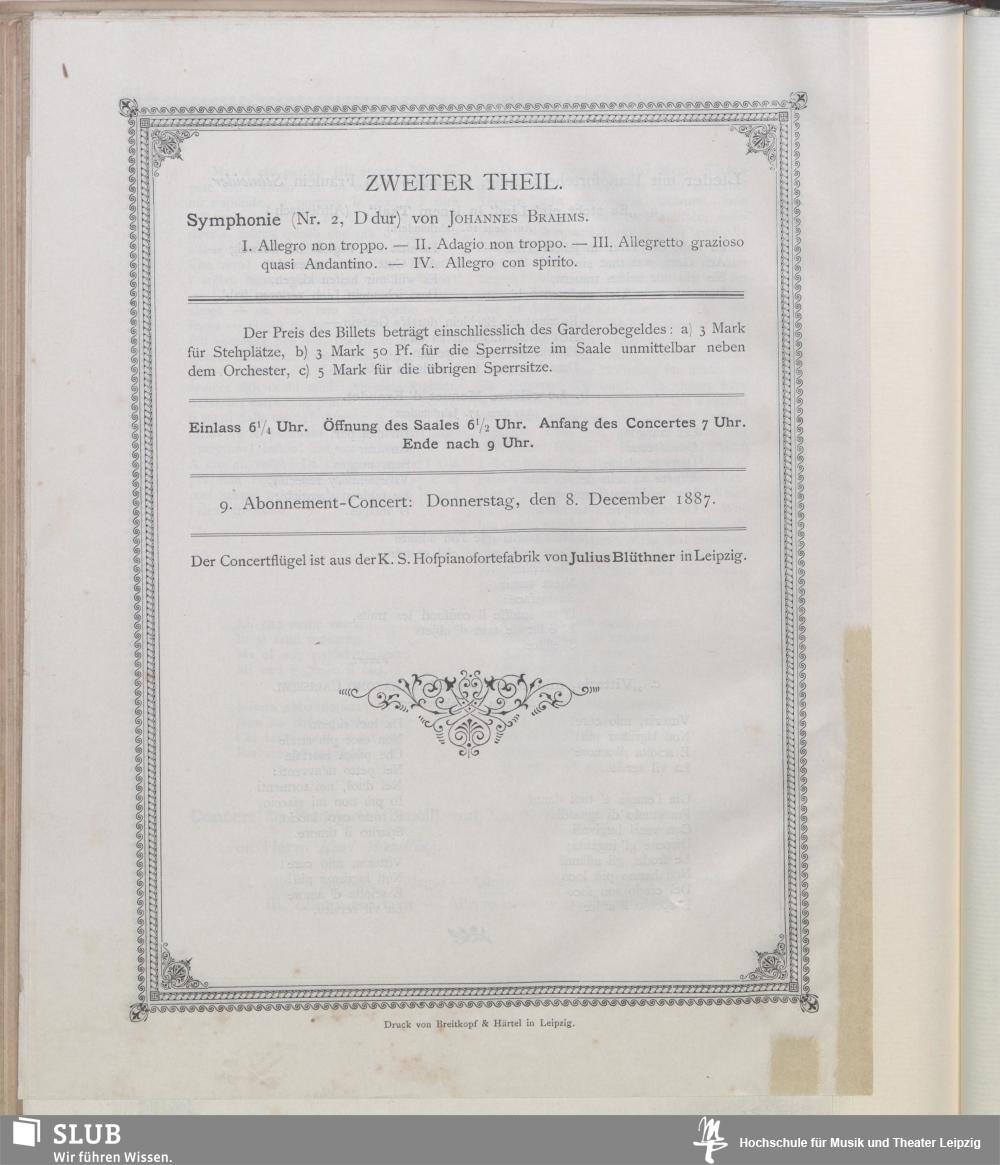 ZWEITER THEIL.
Symphonie (Nr. 2, D dur) von JOHANNES BRAHMS.
I. Allegro non troppo. — II. Adagio non troppo. — III. Allegretto grazioso
quasi Andantino. — IV. Allegro con spirito.
Der Preis des Billets beträgt einschliesslich des Garderobegeldes: a) 3 Mark
für Stehplätze, b) 3 Mark 50 Pf. für die Sperrsitze im Saale unmittelbar neben
dem Orchester, c) 5 Mark für die übrigen Sperrsitze.
Einlass 6¹/₄ Uhr. Öffnung des Saales 6¹/₂ Uhr. Anfang des Concertes 7 Uhr.
Ende nach 9 Uhr.
9. Abonnement-Concert: Donnerstag, den 8. December 1887.
Der Concertflügel ist aus der K. S. Hofpianofortefabrik von Julius Blüthner in Leipzig.
Druck von Breitkopf & Härtel in Leipzig.
SLUB
Wir führen Wissen.
Hochschule für Musik und Theater Leipzig